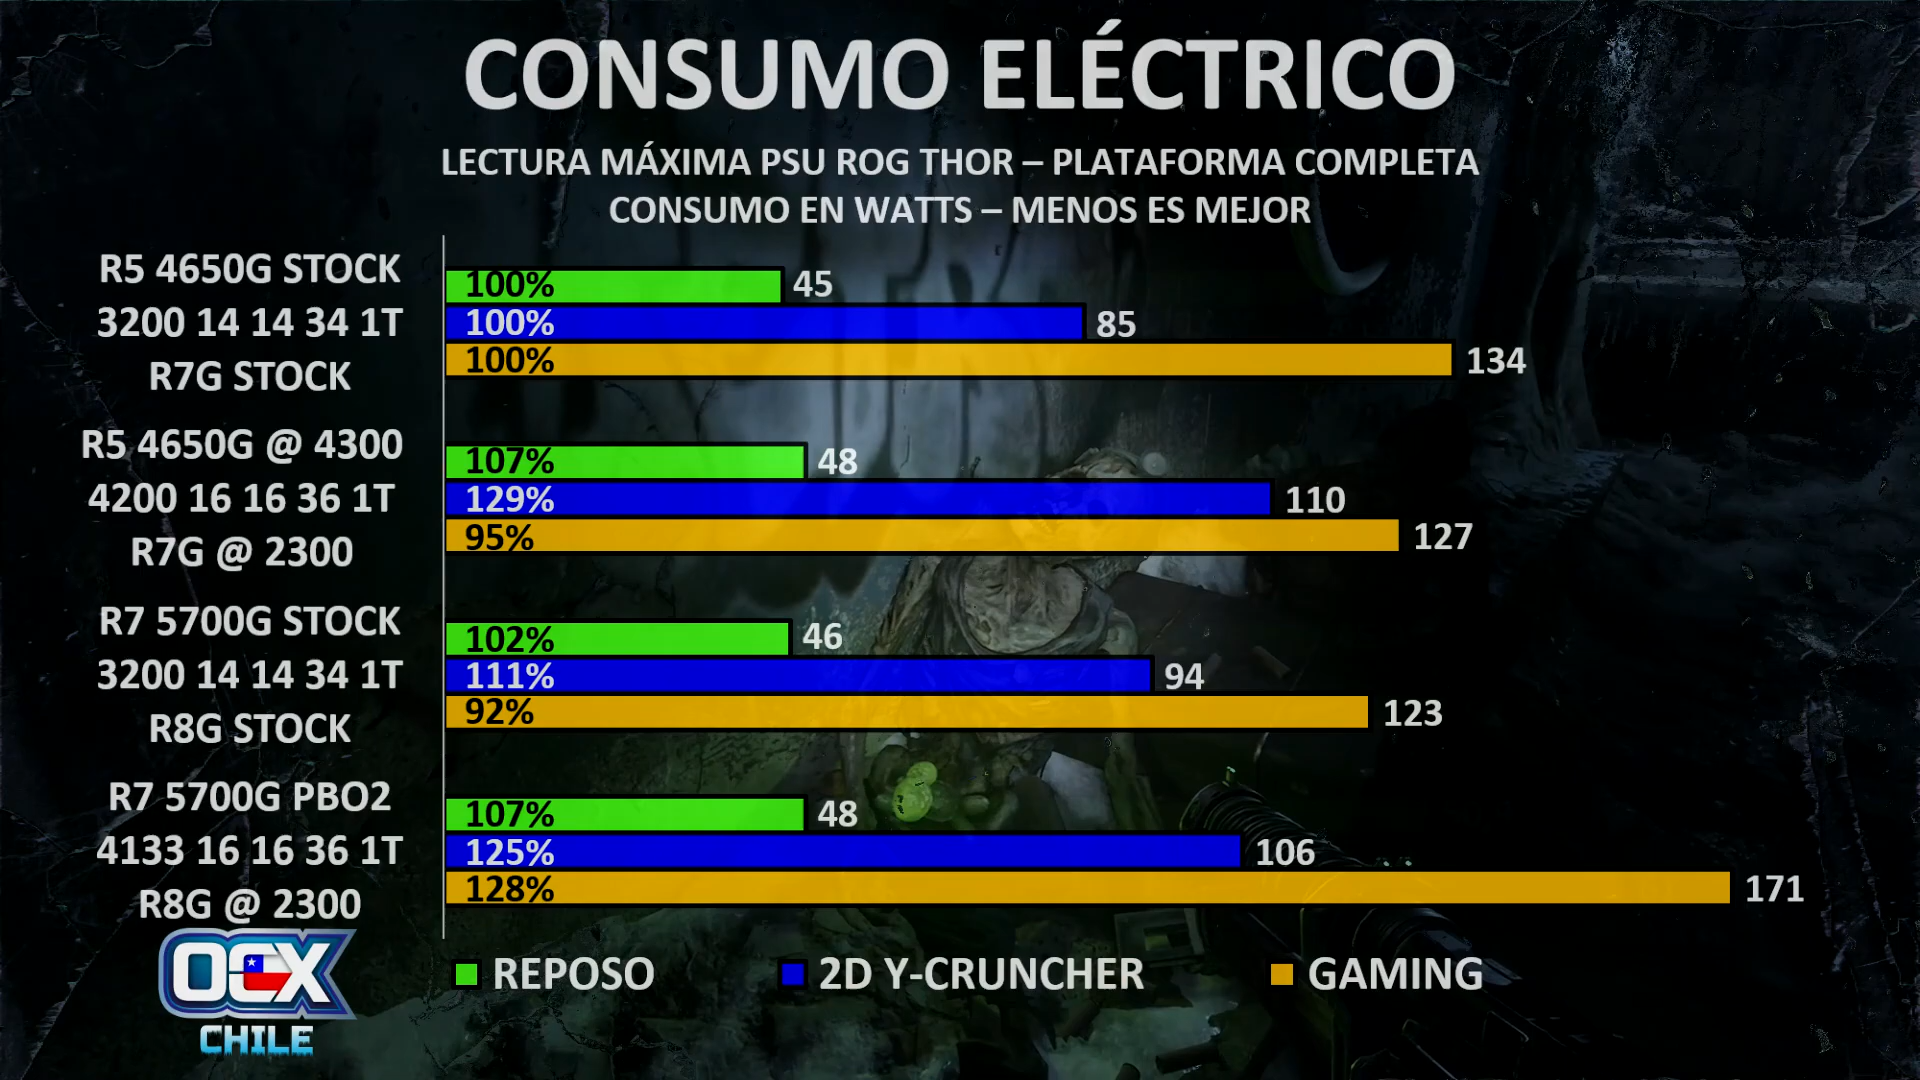 CONSUMO ELÉCTRICO
LECTURA MÁXIMA PSU ROG THOR – PLATAFORMA COMPLETA
CONSUMO EN WATTS – MENOS ES MEJOR
R5 4650G STOCK
3200 14 14 34 1T
R7G STOCK
100% 45
100% 85
100% 134
R5 4650G @ 4300
4200 16 16 36 1T
R7G @ 2300
107% 48
129% 110
95% 127
R7 5700G STOCK
3200 14 14 34 1T
R8G STOCK
102% 46
111% 94
92% 123
R7 5700G PBO2
4133 16 16 36 1T
R8G @ 2300
107% 48
125% 106
128% 171
REPOSO 2D Y-CRUNCHER GAMING
OCX
CHILE